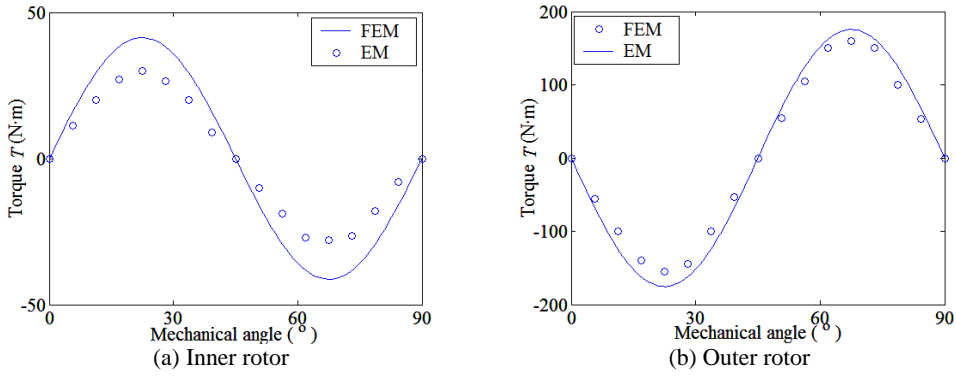 50
FEM
EM
0
-50
0
30
60
90
Torque T (N·m)
Mechanical angle ( ° )
(a) Inner rotor
200
FEM
EM
100
0
-100
-200
0
30
60
90
Torque T (N·m)
Mechanical angle ( ° )
(b) Outer rotor